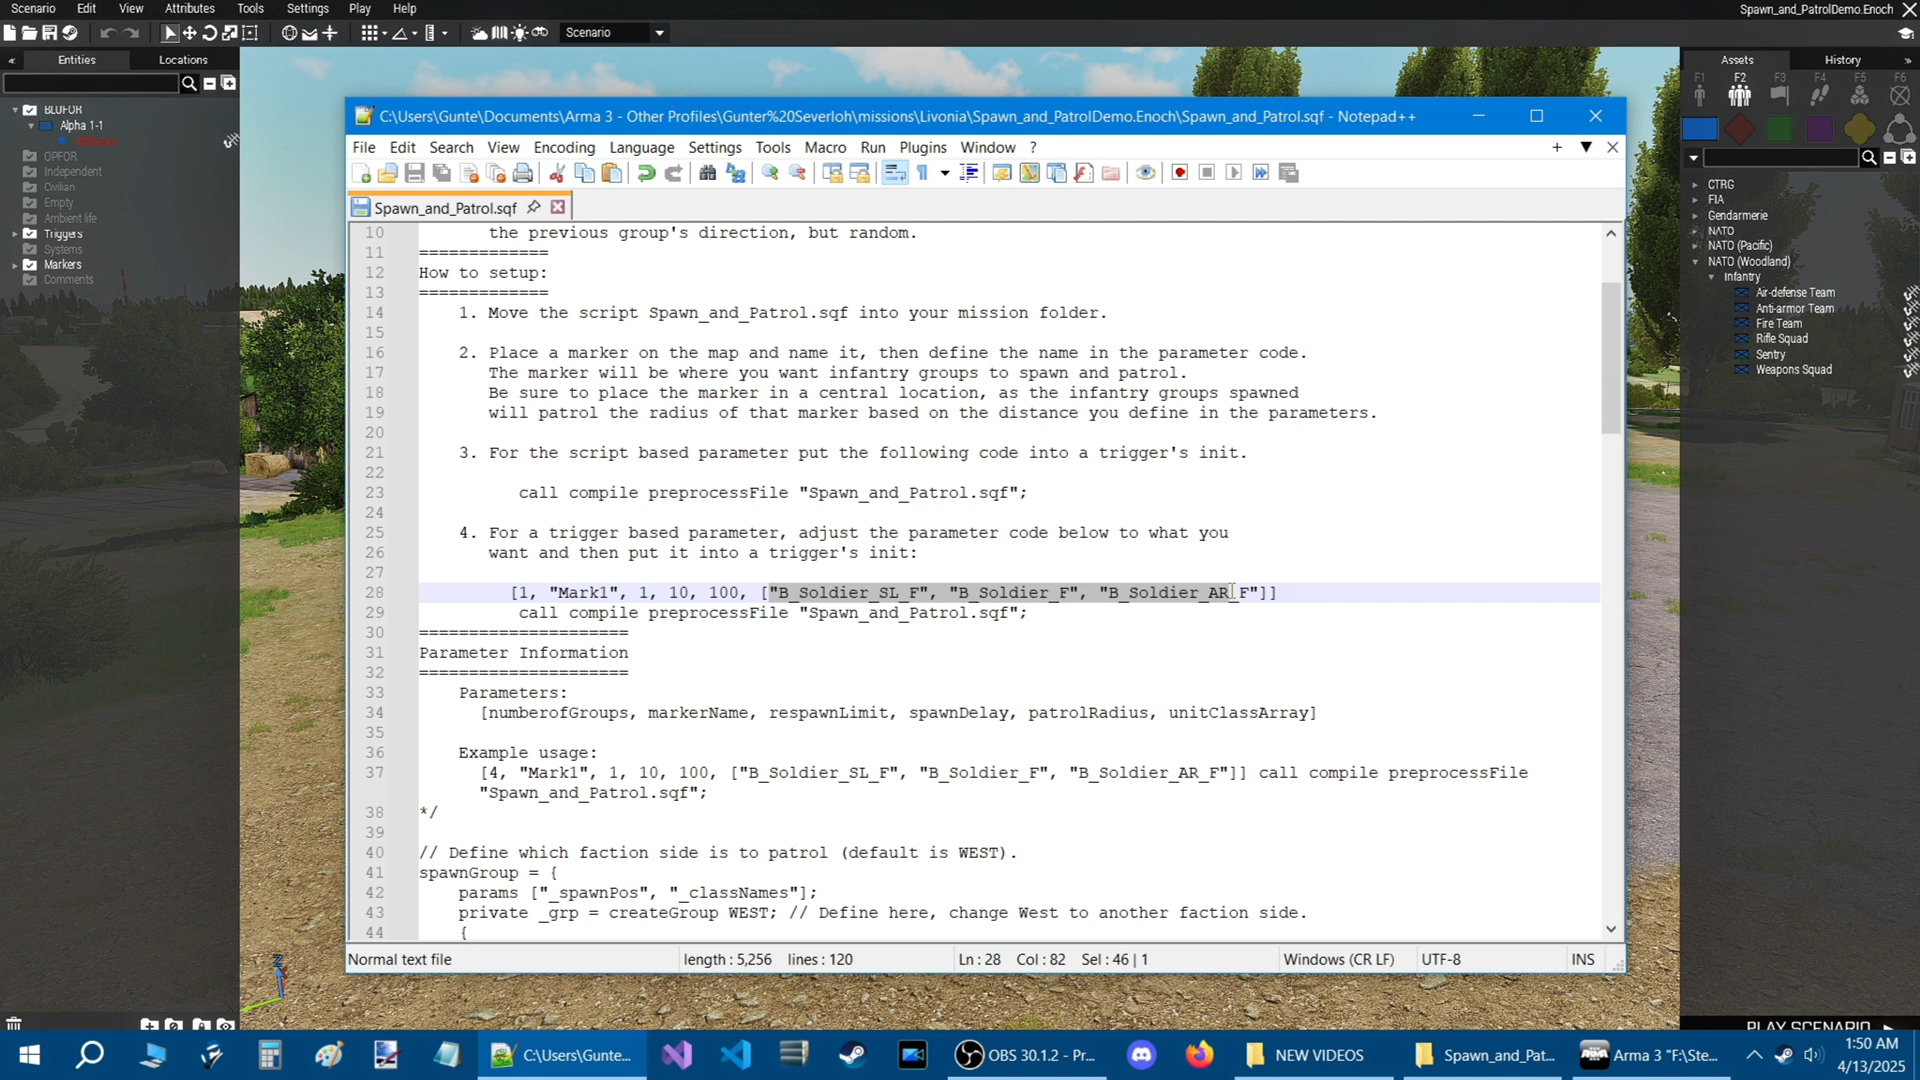 Scenario Edit View Attributes Tools Settings Play Help
Spawn_and_PatrolDemo.Enoch
Scenario
Entities Locations
BLUFOR
Alpha 1-1
OPFOR
Independent
Civilian
Empty
Ambient life
Triggers
Systems
Markers
Comments
C:\Users\Gunte\Documents\Arma 3 - Other Profiles\Gunter%20Severloh\missions\Livonia\Spawn_and_PatrolDemo.Enoch\Spawn_and_Patrol.sqf - Notepad++
File Edit Search View Encoding Language Settings Tools Macro Run Plugins Window ?
Spawn_and_Patrol.sqf
10 the previous group's direction, but random.
11 =============
12 How to setup:
13 =============
14 1. Move the script Spawn_and_Patrol.sqf into your mission folder.
15
16 2. Place a marker on the map and name it, then define the name in the parameter code.
17 The marker will be where you want infantry groups to spawn and patrol.
18 Be sure to place the marker in a central location, as the infantry groups spawned
19 will patrol the radius of that marker based on the distance you define in the parameters.
20
21 3. For the script based parameter put the following code into a trigger's init.
22
23 call compile preprocessFile "Spawn_and_Patrol.sqf";
24
25 4. For a trigger based parameter, adjust the parameter code below to what you
26 want and then put it into a trigger's init:
27
28 [1, "Mark1", 1, 10, 100, ["B_Soldier_SL_F", "B_Soldier_F", "B_Soldier_AR_F"]]
29 call compile preprocessFile "Spawn_and_Patrol.sqf";
30 =====================
31 Parameter Information
32 =====================
33 Parameters:
34 [numberofGroups, markerName, respawnLimit, spawnDelay, patrolRadius, unitClassArray]
35
36 Example usage:
37 [4, "Mark1", 1, 10, 100, ["B_Soldier_SL_F", "B_Soldier_F", "B_Soldier_AR_F"]] call compile preprocessFile
"Spawn_and_Patrol.sqf";
38 */
39
40 // Define which faction side is to patrol (default is WEST).
41 spawnGroup = {
42 params ["_spawnPos", "_classNames"];
43 private _grp = createGroup WEST; // Define here, change West to another faction side.
44 {
Normal text file length : 5,256 lines : 120 Ln : 28 Col : 82 Sel : 46 | 1 Windows (CR LF) UTF-8 INS
Assets History
F1 F2 F3 F4 F5 F6
CTRG
FIA
Gendarmerie
NATO
NATO (Pacific)
NATO (Woodland)
Infantry
Air-defense Team
Anti-armor Team
Fire Team
Rifle Squad
Sentry
Weapons Squad
PLAY SCENARIO
C:\Users\Gunte... OBS 30.1.2 - Pr... NEW VIDEOS Spawn_and_Pat... Arma 3 "F:\Ste...
1:50 AM
4/13/2025